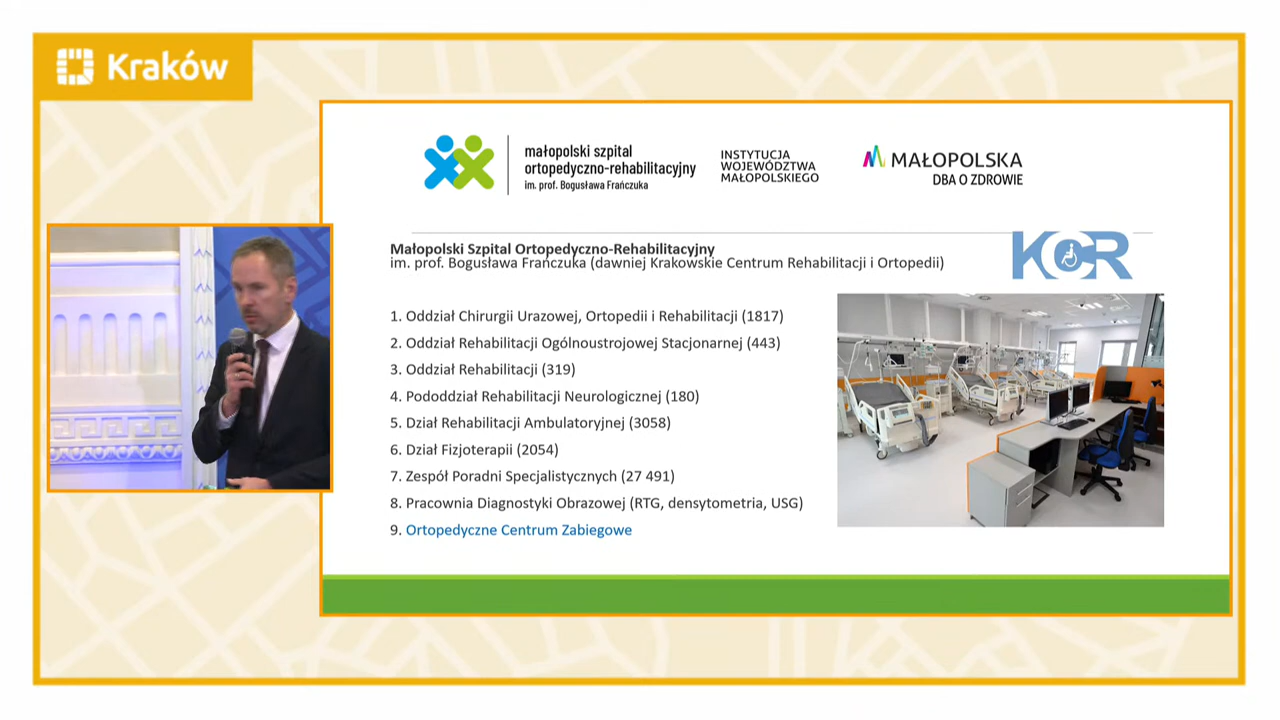 Kraków
małopolski szpital
ortopedyczno-rehabilitacyjny
im. prof. Bogusława Frańczuka
INSTYTUCJA
WOJEWÓDZTWA
MAŁOPOLSKIEGO
MAŁOPOLSKA
DBA O ZDROWIE
Małopolski Szpital Ortopedyczno-Rehabilitacyjny
im. prof. Bogusława Frańczuka (dawniej Krakowskie Centrum Rehabilitacji i Ortopedii)
KCR
1. Oddział Chirurgii Urazowej, Ortopedii i Rehabilitacji (1817)
2. Oddział Rehabilitacji Ogólnoustrojowej Stacjonarnej (443)
3. Oddział Rehabilitacji (319)
4. Pododdział Rehabilitacji Neurologicznej (180)
5. Dział Rehabilitacji Ambulatoryjnej (3058)
6. Dział Fizjoterapii (2054)
7. Zespół Poradni Specjalistycznych (27 491)
8. Pracownia Diagnostyki Obrazowej (RTG, densytometria, USG)
9. Ortopedyczne Centrum Zabiegowe